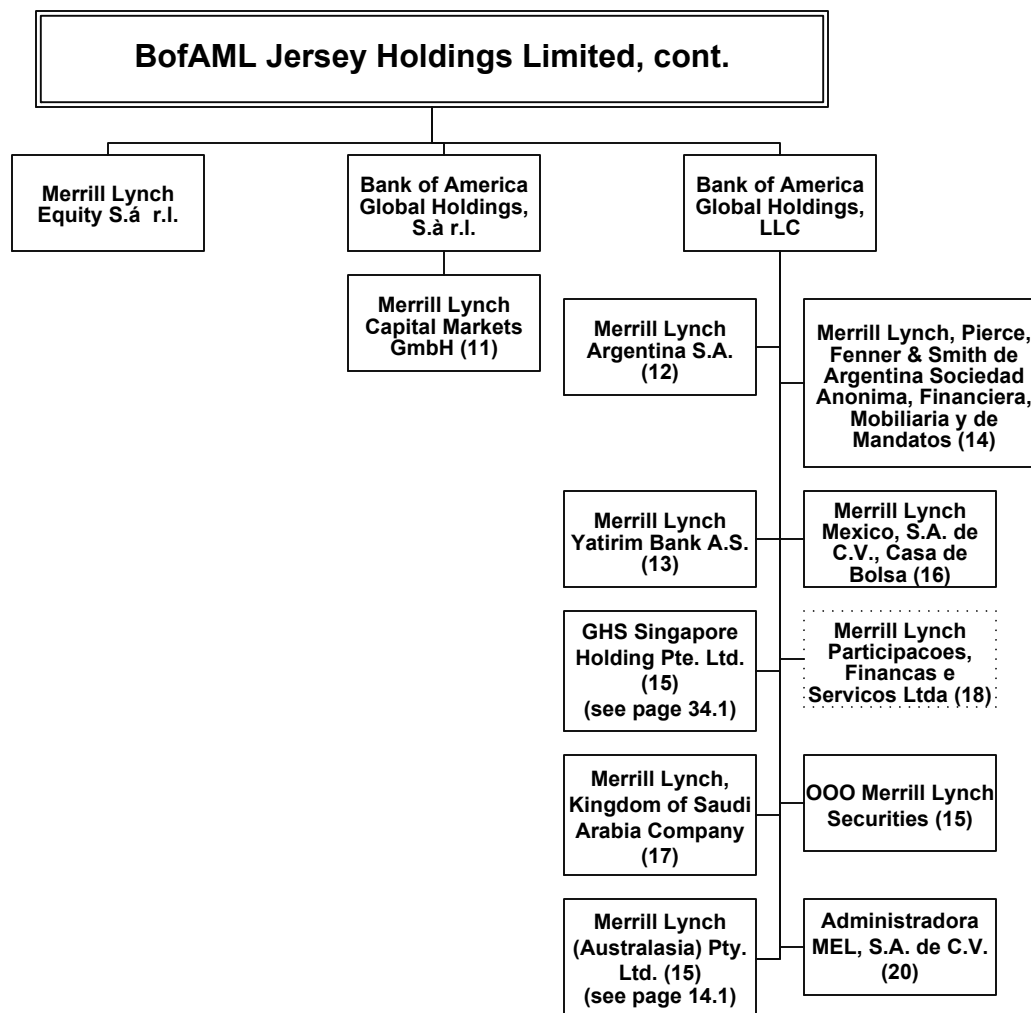 BofAML Jersey Holdings Limited, cont.
Merrill Lynch
Equity S.á r.l.
Bank of America
Global Holdings,
S.à r.l.
Bank of America
Global Holdings,
LLC
Merrill Lynch
Capital Markets
GmbH (11)
Merrill Lynch
Argentina S.A.
(12)
Merrill Lynch, Pierce,
Fenner & Smith de
Argentina Sociedad
Anonima, Financiera,
Mobiliaria y de
Mandatos (14)
Merrill Lynch
Yatirim Bank A.S.
(13)
Merrill Lynch
Mexico, S.A. de
C.V., Casa de
Bolsa (16)
GHS Singapore
Holding Pte. Ltd.
(15)
(see page 34.1)
Merrill Lynch
Participacoes,
Financas e
Servicos Ltda (18)
Merrill Lynch,
Kingdom of Saudi
Arabia Company
(17)
OOO Merrill Lynch
Securities (15)
Merrill Lynch
(Australasia) Pty.
Ltd. (15)
(see page 14.1)
Administradora
MEL, S.A. de C.V.
(20)